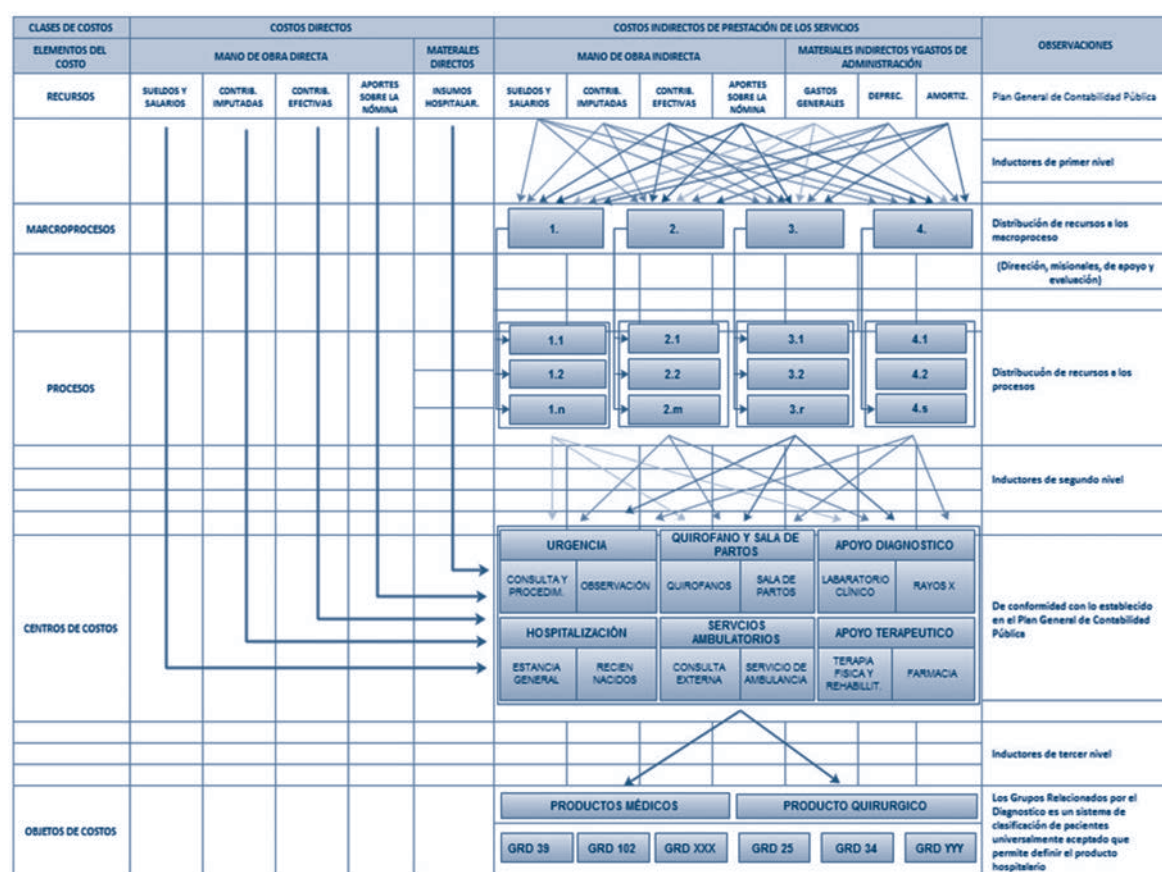 CLASES DE COSTOS
COSTOS DIRECTOS
COSTOS INDIRECTOS DE PRESTACIÓN DE LOS SERVICIOS
OBSERVACIONES
ELEMENTOS DEL
COSTO
MANO DE OBRA DIRECTA
MATERALES
DIRECTOS
MANO DE OBRA INDIRECTA
MATERIALES INDIRECTOS YGASTOS DE
ADMINISTRACIÓN
RECURSOS
SUELDOS Y
SALARIOS
CONTRIB.
IMPUTADAS
CONTRIB.
EFECTIVAS
APORTES
SOBRE LA
NÓMINA
INSUMOS
HOSPITALAR.
SUELDOS Y
SALARIOS
CONTRIB.
IMPUTADAS
CONTRIB.
EFECTIVAS
APORTES
SOBRE LA
NÓMINA
GASTOS
GENERALES
DEPREC.
AMORTIZ.
Plan General de Contabilidad Pública
Inductores de primer nivel
MARCROPROCESOS
1.
2.
3.
4.
Distribución de recursos a los
macroproceso
(Direeción, misionales, de apoyo y
evaluación)
PROCESOS
1.1
2.1
3.1
4.1
1.2
2.2
3.2
4.2
1.n
2.m
3.r
4.s
Distribucuón de recursos a los
procesos
Inductores de segundo nivel
CENTROS DE COSTOS
URGENCIA
QUIROFANO Y SALA DE
PARTOS
APOYO DIAGNOSTICO
CONSULTA Y
PROCEDIM.
OBSERVACIÓN
QUIROFANOS
SALA DE
PARTOS
LABARATORIO
CLÍNICO
RAYOS X
HOSPITALIZACIÓN
SERVCIOS
AMBULATORIOS
APOYO TERAPEUTICO
ESTANCIA
GENERAL
RECIEN
NACIDOS
CONSULTA
EXTERNA
SERVICIO DE
AMBULANCIA
TERAPIA
FISICA Y
REHABILLIT.
FARMACIA
De conformidad con lo establecido
en el Plan General de Contabilidad
Pública
Inductores de tercer nivel
OBJETOS DE COSTOS
PRODUCTOS MÉDICOS
PRODUCTO QUIRURGICO
GRD 39
GRD 102
GRD XXX
GRD 25
GRD 34
GRD YYY
Los Grupos Relacionados por el
Diagnostico es un sistema de
clasificación de pacientes
universalmente aceptado que
permite definir el producto
hospitelario